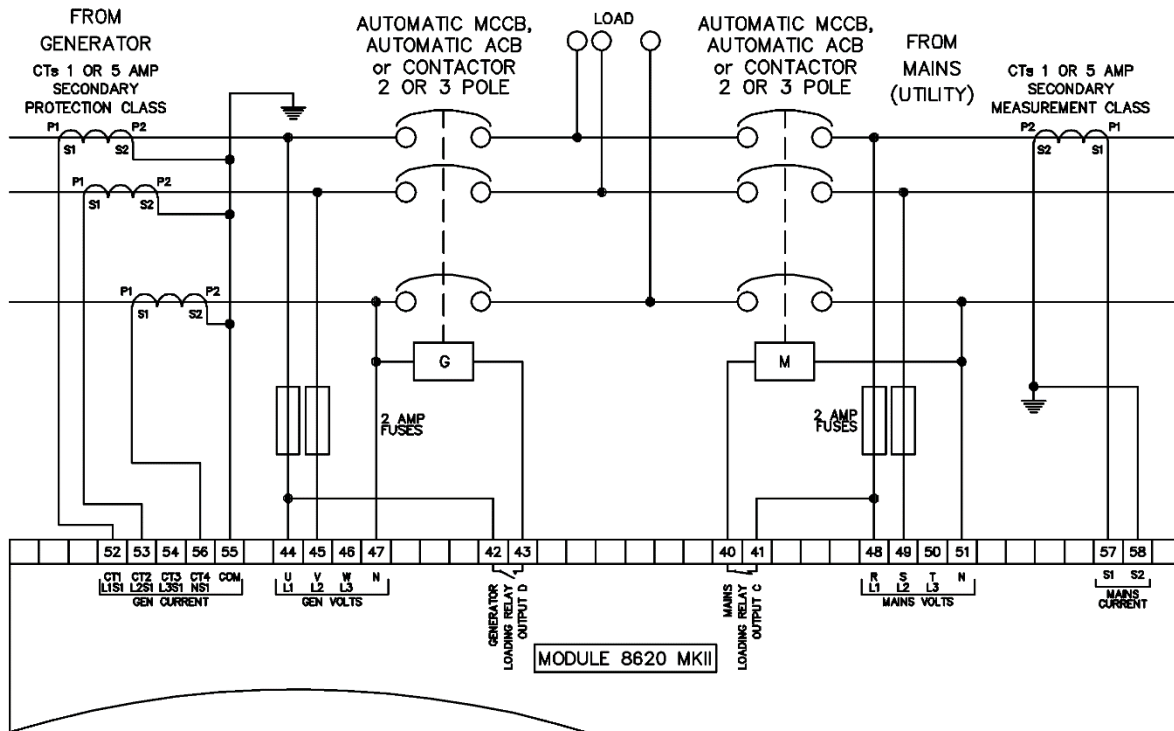 FROM
GENERATOR
CTs 1 OR 5 AMP
SECONDARY
PROTECTION CLASS
AUTOMATIC MCCB,
AUTOMATIC ACB
or CONTACTOR
2 OR 3 POLE
LOAD
AUTOMATIC MCCB,
AUTOMATIC ACB
or CONTACTOR
2 OR 3 POLE
FROM
MAINS
(UTILITY)
CTs 1 OR 5 AMP
SECONDARY
MEASUREMENT CLASS
P1 P2
S1 S2
P1 P2
S1 S2
P1 P2
S1 S2
P2 P1
S2 S1
G
M
2 AMP
FUSES
2 AMP
FUSES
52 53 54 56 55 44 45 46 47 42 43 40 41 48 49 50 51 57 58
CT1 CT2 CT3 CT4 COM
L1S1 L2S1 L3S1 NS1
GEN CURRENT
U V W N
L1 L2 L3
GEN VOLTS
GENERATOR
LOADING RELAY
OUTPUT D
MAINS
LOADING RELAY
OUTPUT C
R S T N
L1 L2 L3
MAINS VOLTS
S1 S2
MAINS
CURRENT
MODULE 8620 MKII